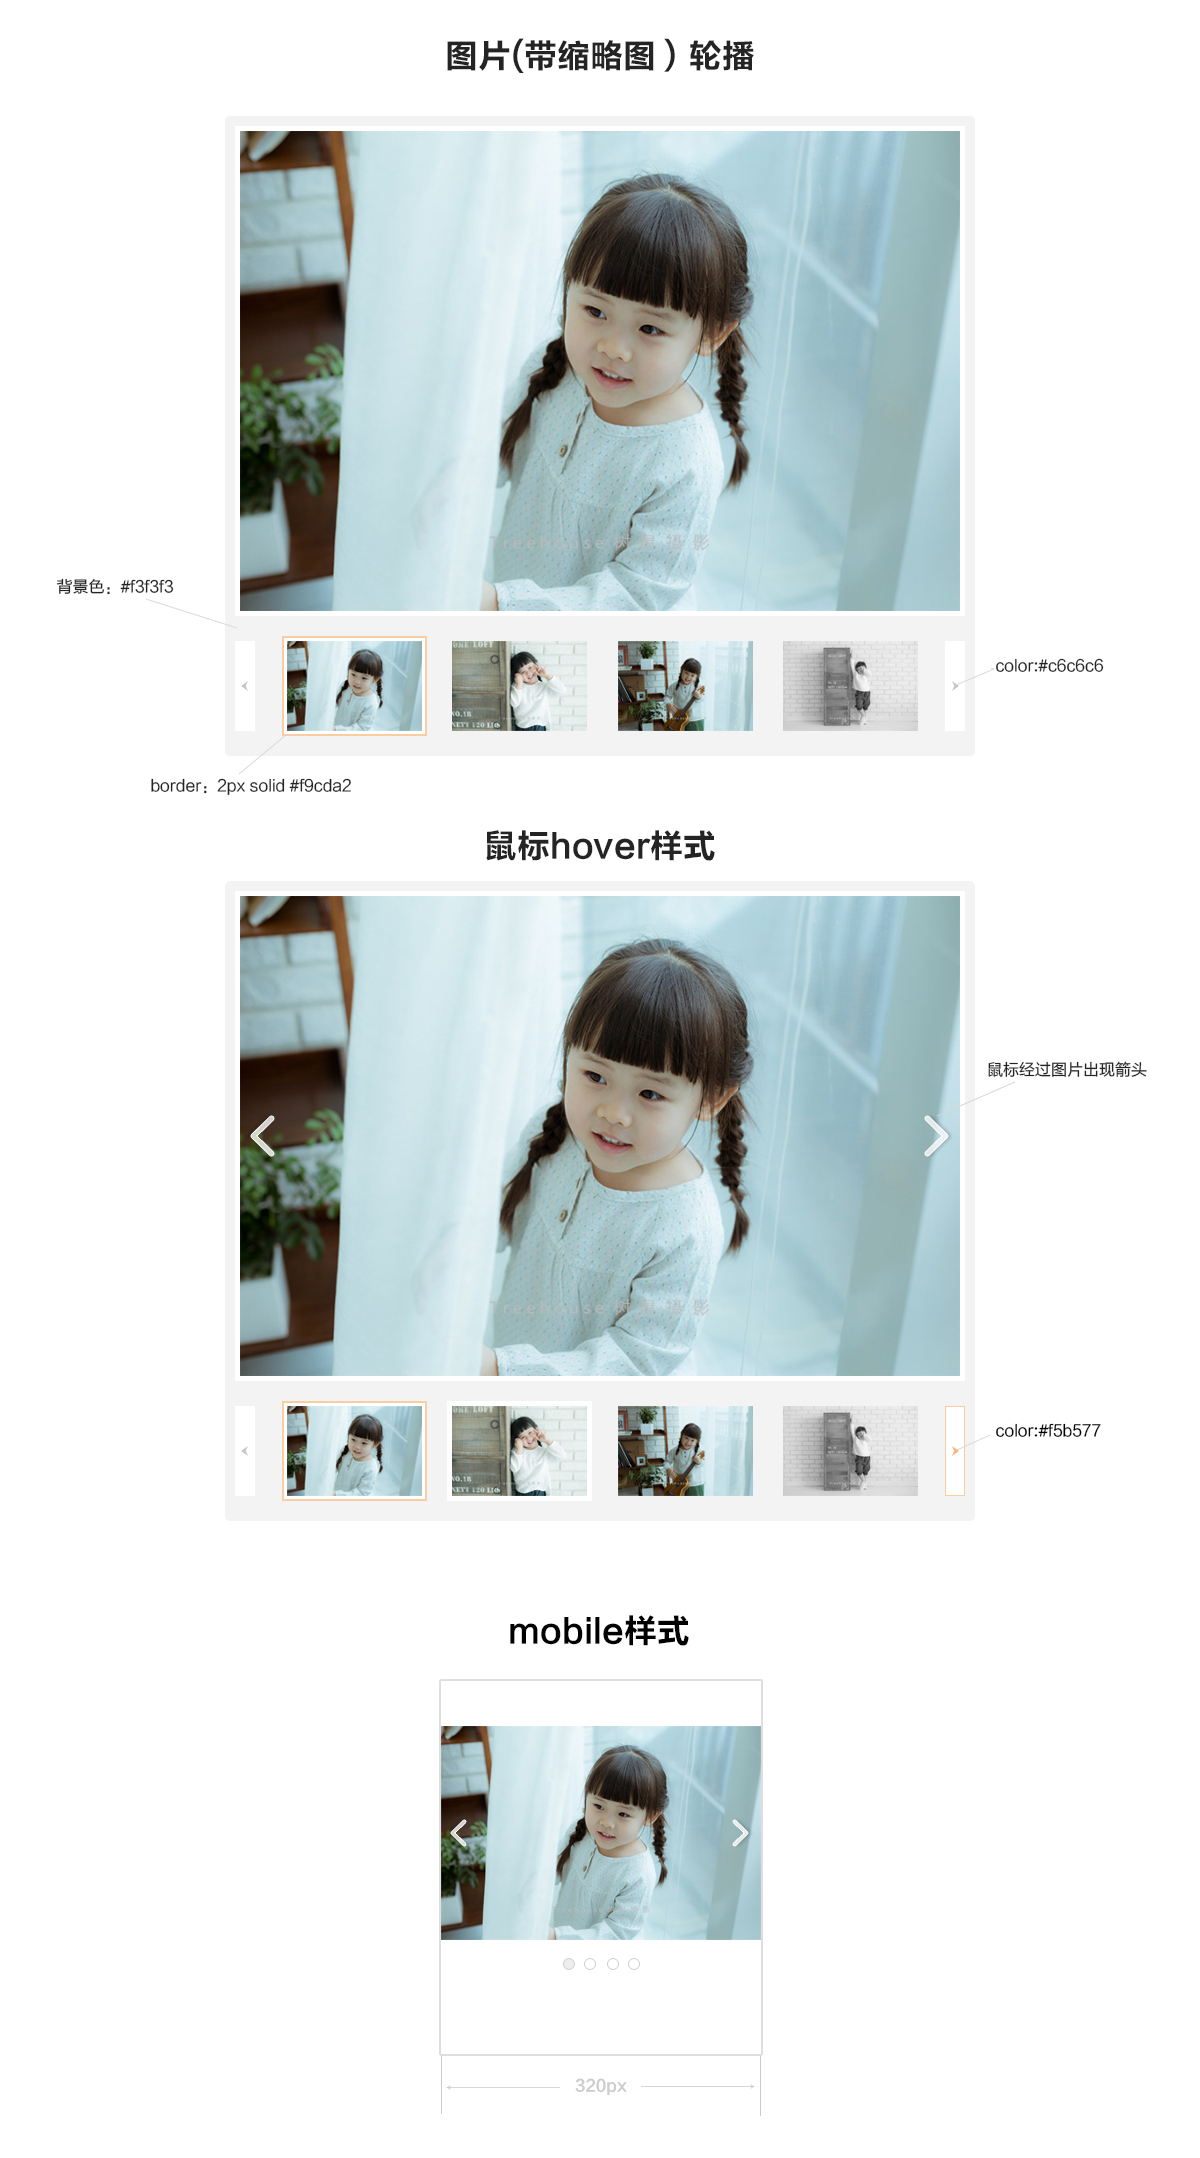 图片(带缩略图）轮播
Treehouse
背景色：#f3f3f3
color:#c6c6c6
border：2px solid #f9cda2
鼠标hover样式
鼠标经过图片出现箭头
Treehouse
color:#f5b577
mobile样式
320px